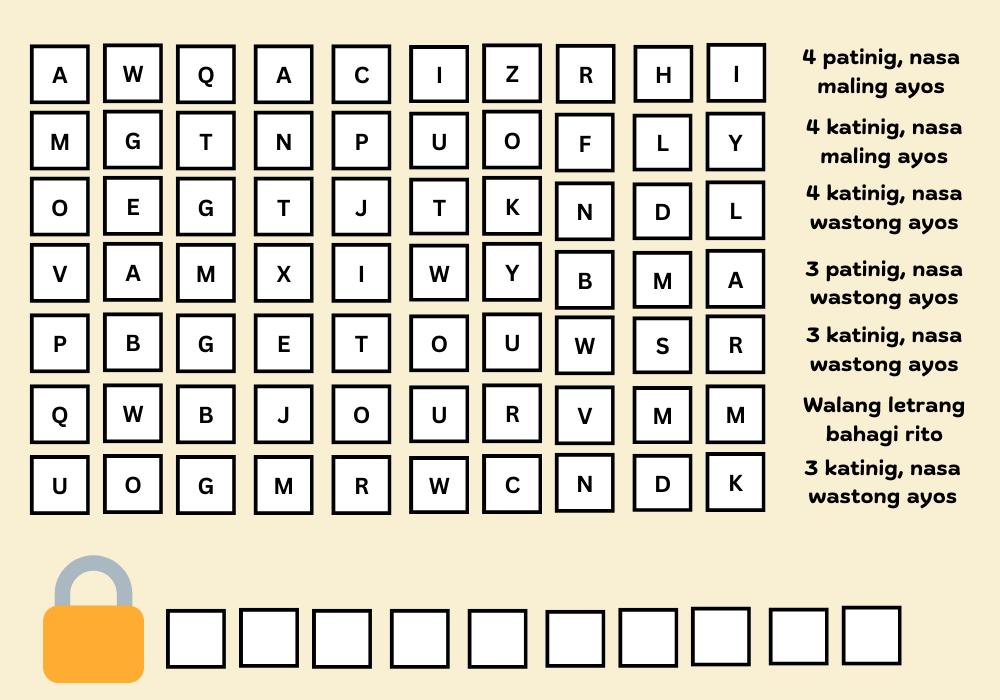 A W Q A C I Z R H I
4 patinig, nasa
maling ayos
M G T N P U O F L Y
4 katinig, nasa
maling ayos
O E G T J T K N D L
4 katinig, nasa
wastong ayos
V A M X I W Y B M A
3 patinig, nasa
wastong ayos
P B G E T O U W S R
3 katinig, nasa
wastong ayos
Q W B J O U R V M M
Walang letrang
bahagi rito
U O G M R W C N D K
3 katinig, nasa
wastong ayos